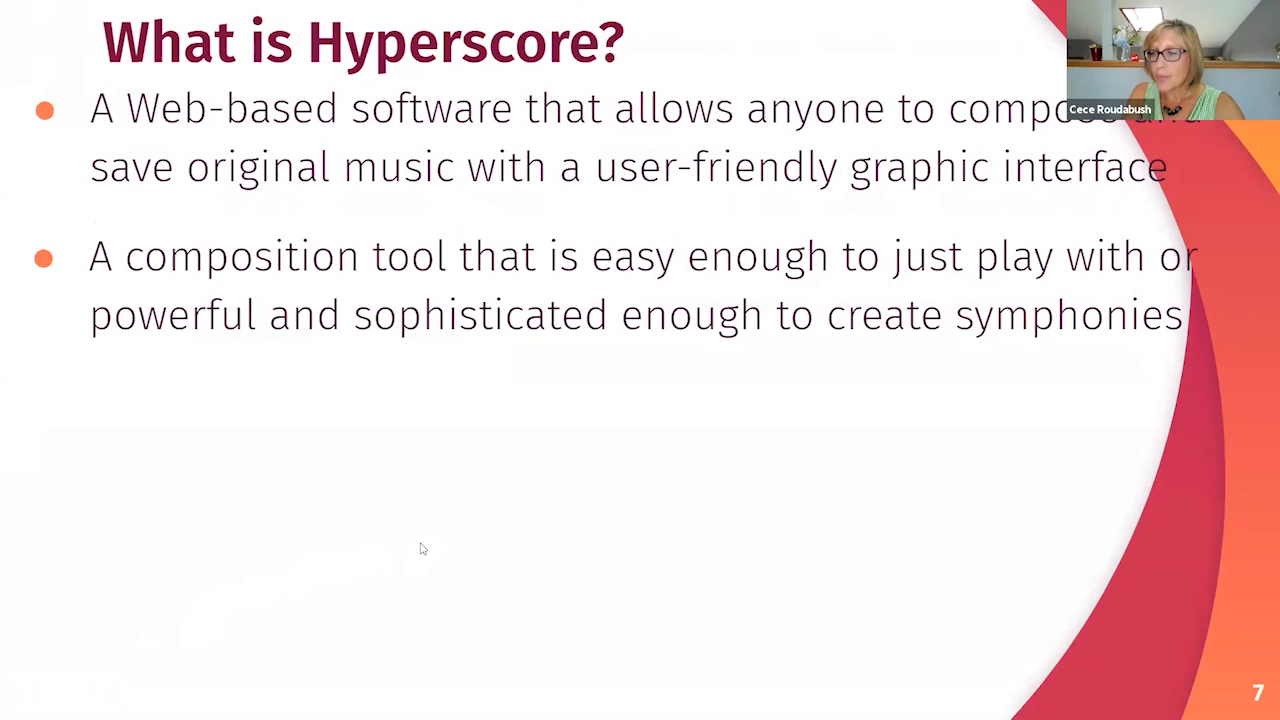 What is Hyperscore?
● A Web-based software that allows anyone to compose and
save original music with a user-friendly graphic interface
● A composition tool that is easy enough to just play with or
powerful and sophisticated enough to create symphonies
Cece Roudabush
7